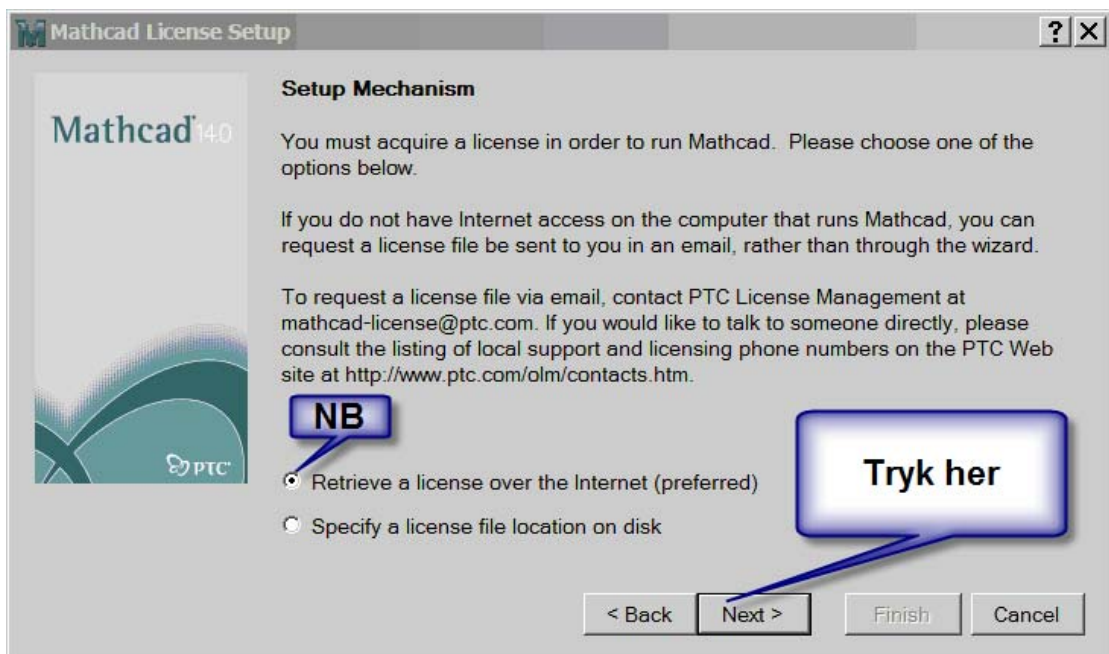 Mathcad License Setup
? X
Mathcad 14.0
Setup Mechanism
You must acquire a license in order to run Mathcad. Please choose one of the
options below.
If you do not have Internet access on the computer that runs Mathcad, you can
request a license file be sent to you in an email, rather than through the wizard.
To request a license file via email, contact PTC License Management at
mathcad-license@ptc.com. If you would like to talk to someone directly, please
consult the listing of local support and licensing phone numbers on the PTC Web
site at http://www.ptc.com/olm/contacts.htm.
NB
PTC
Retrieve a license over the Internet (preferred)
Tryk her
Specify a license file location on disk
< Back Next > Finish Cancel